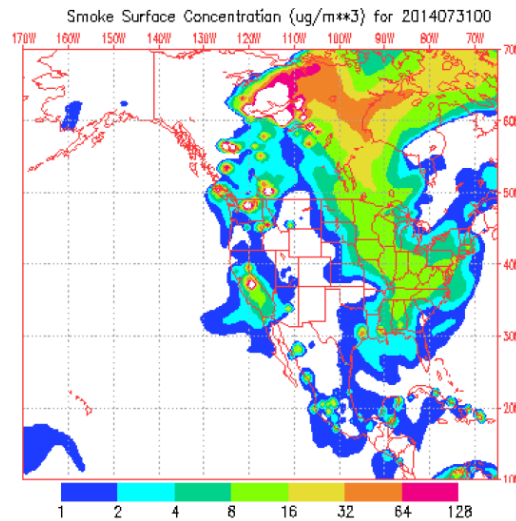 Smoke Surface Concentration (ug/m**3) for 2014073100
170W 160W 150W 140W 130W 120W 110W 100W 90W 80W 70W
70N
60N
50N
40N
30N
20N
10N
1 2 4 8 16 32 64 128